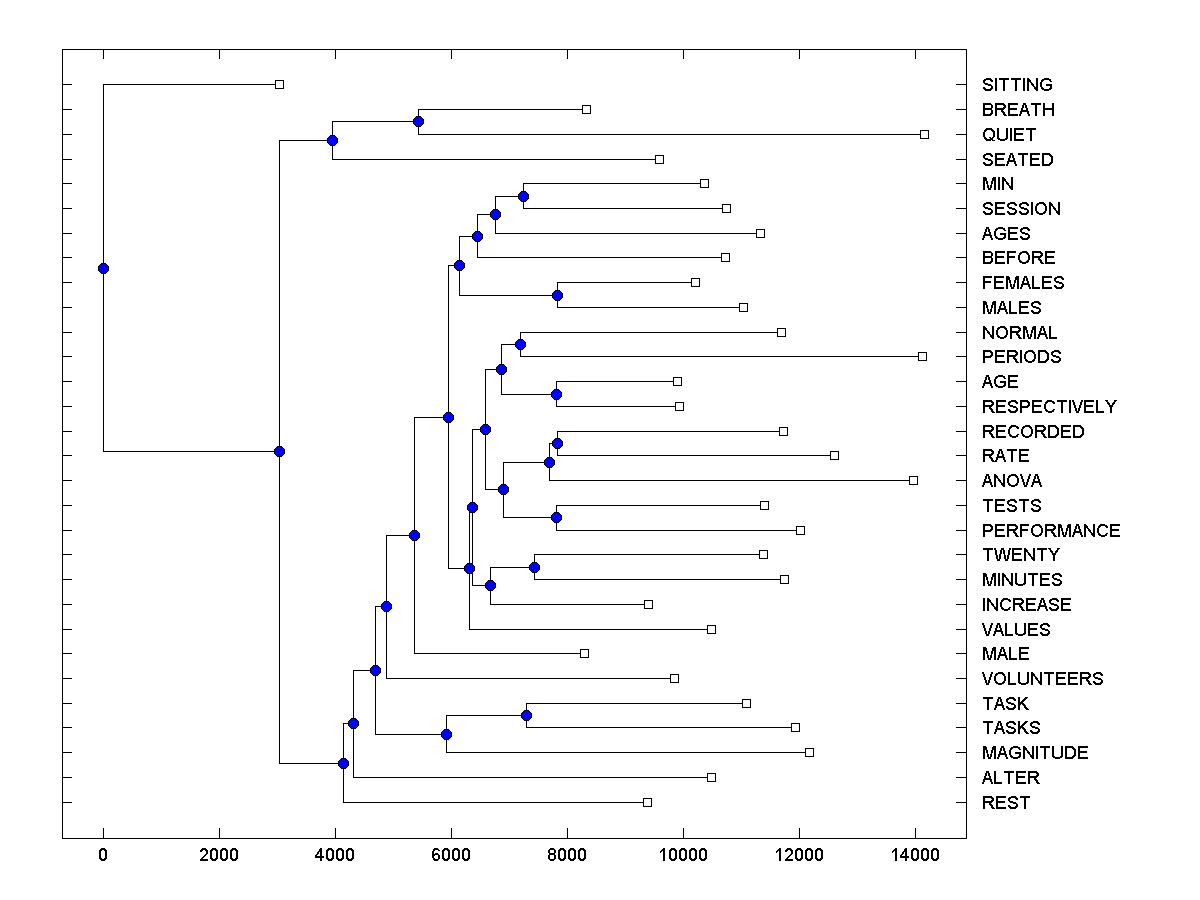 SITTING
BREATH
QUIET
SEATED
MIN
SESSION
AGES
BEFORE
FEMALES
MALES
NORMAL
PERIODS
AGE
RESPECTIVELY
RECORDED
RATE
ANOVA
TESTS
PERFORMANCE
TWENTY
MINUTES
INCREASE
VALUES
MALE
VOLUNTEERS
TASK
TASKS
MAGNITUDE
ALTER
REST
0 2000 4000 6000 8000 10000 12000 14000